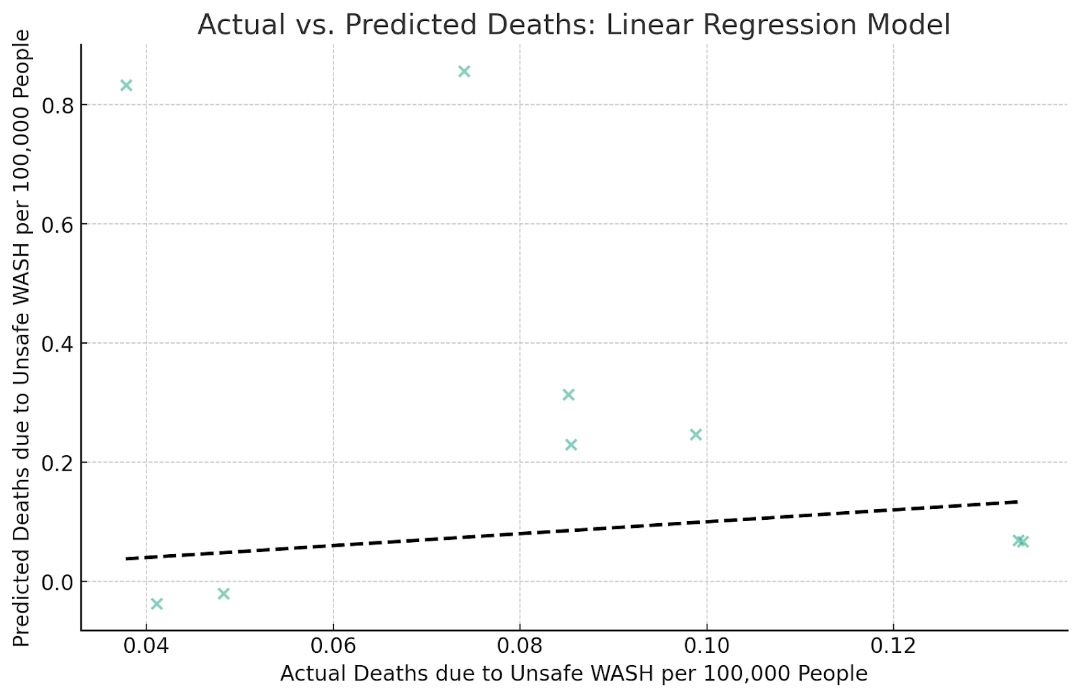 Actual vs. Predicted Deaths: Linear Regression Model
Predicted Deaths due to Unsafe WASH per 100,000 People
0.8
0.6
0.4
0.2
0.0
0.04 0.06 0.08 0.10 0.12
Actual Deaths due to Unsafe WASH per 100,000 People